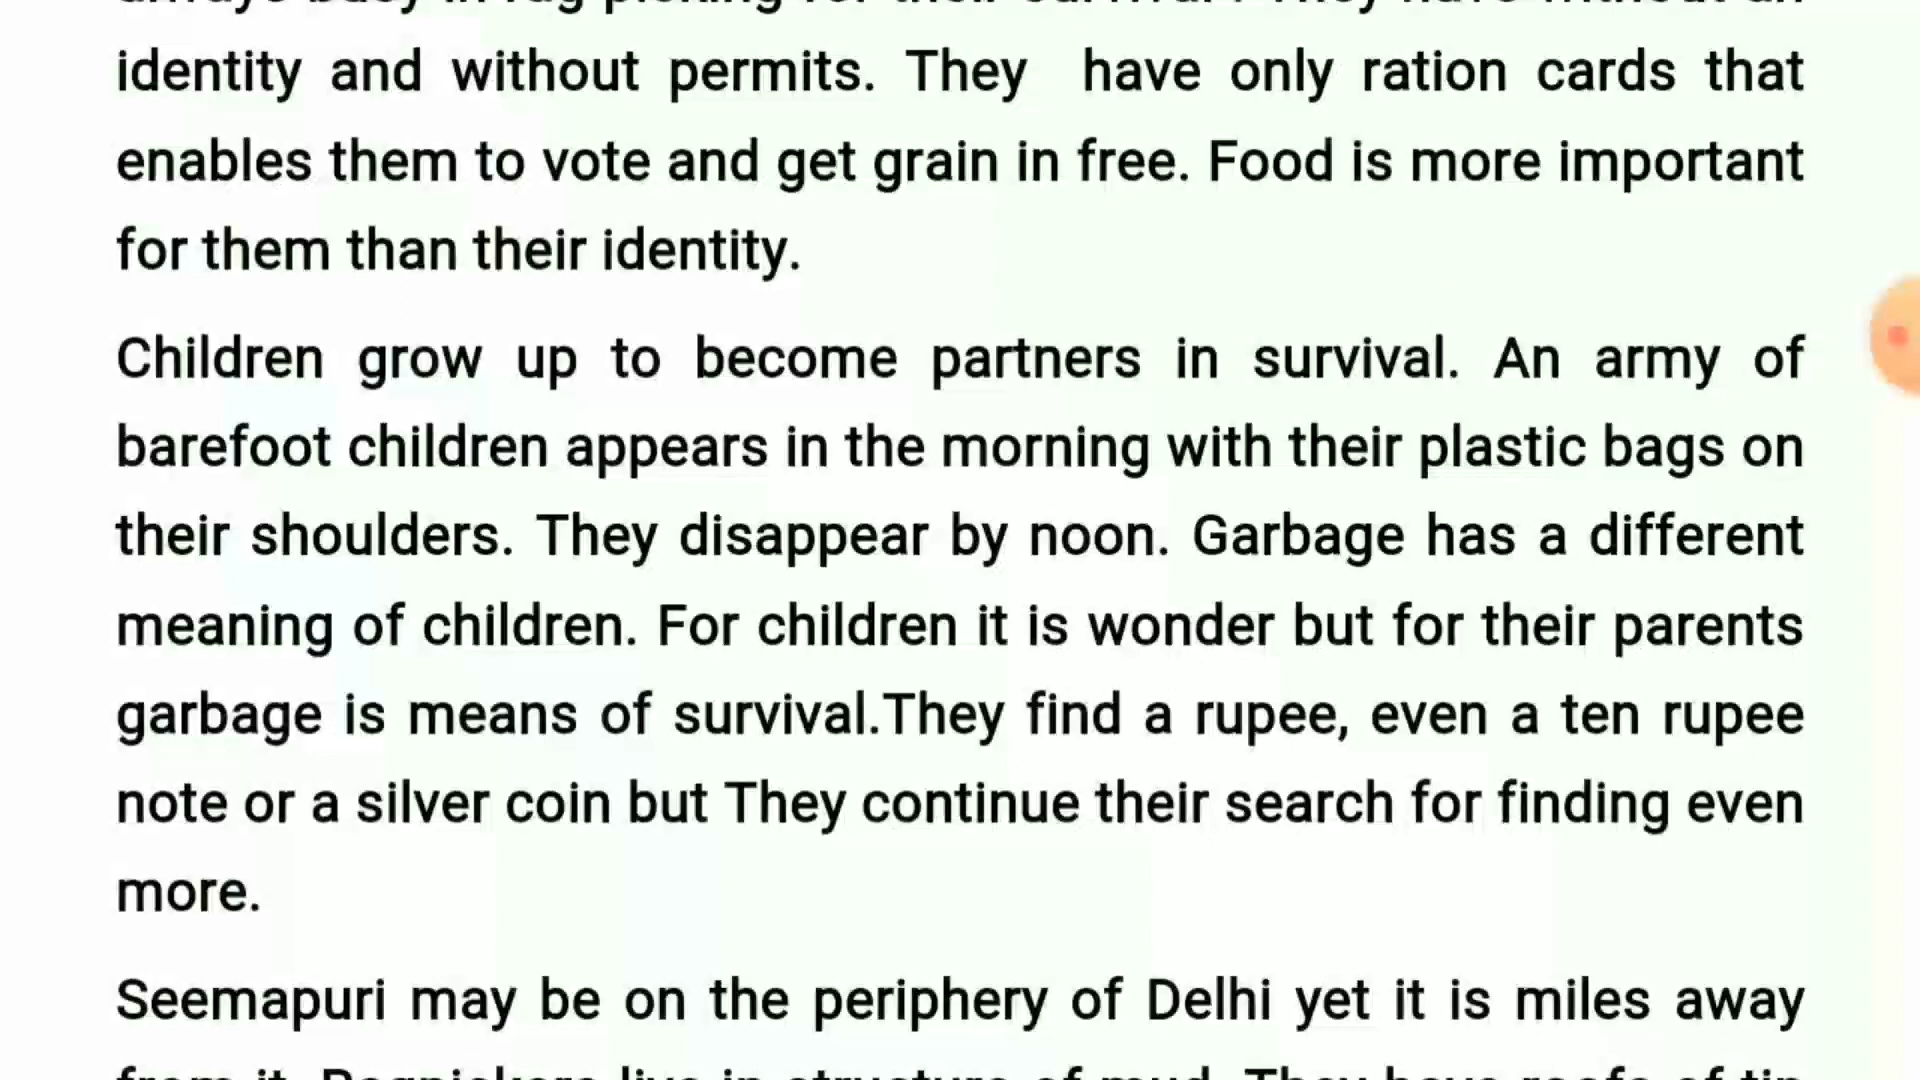 identity and without permits. They have only ration cards that
enables them to vote and get grain in free. Food is more important
for them than their identity.
Children grow up to become partners in survival. An army of
barefoot children appears in the morning with their plastic bags on
their shoulders. They disappear by noon. Garbage has a different
meaning of children. For children it is wonder but for their parents
garbage is means of survival.They find a rupee, even a ten rupee
note or a silver coin but They continue their search for finding even
more.
Seemapuri may be on the periphery of Delhi yet it is miles away